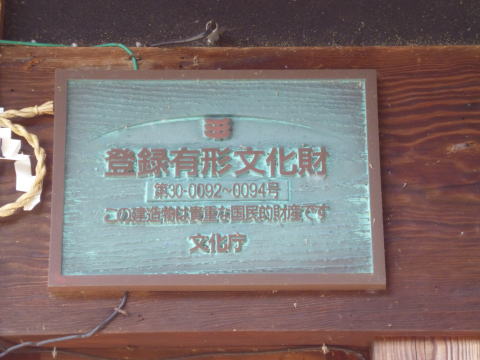 登録有形文化財
第30-0092~0094号
この建造物は貴重な国民的財産です
文化庁